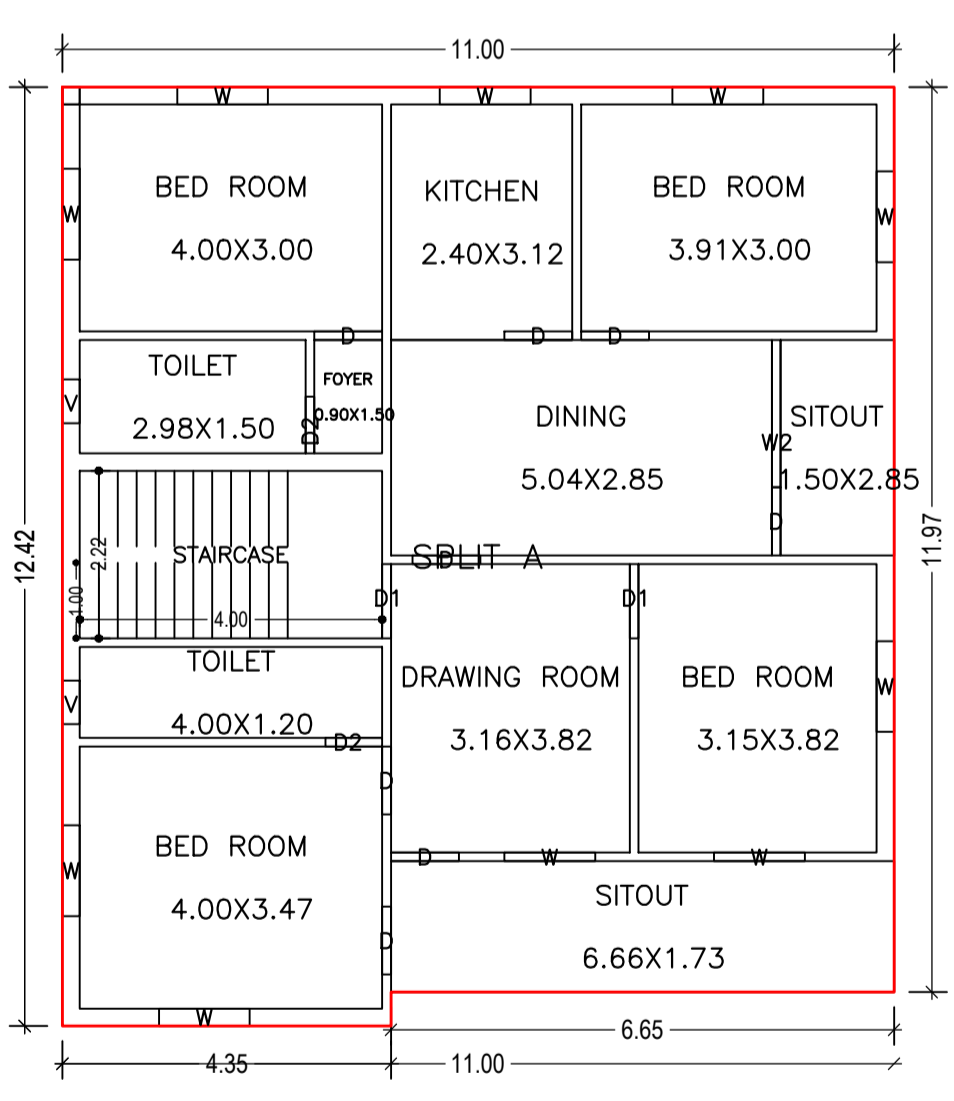 11.00
W
W
W
BED ROOM
4.00X3.00
KITCHEN
2.40X3.12
BED ROOM
3.91X3.00
W
W
D
D
D
TOILET
2.98X1.50
V
FOYER
0.90X1.50
D2
DINING
5.04X2.85
SITOUT
1.50X2.85
W2
D
12.42
11.97
STAIRCASE
2.22
1.00
4.00
SPLIT A
D
D1
D1
TOILET
4.00X1.20
V
D2
DRAWING ROOM
3.16X3.82
BED ROOM
3.15X3.82
W
D
BED ROOM
4.00X3.47
W
D
W
W
SITOUT
6.66X1.73
D
W
6.65
4.35
11.00